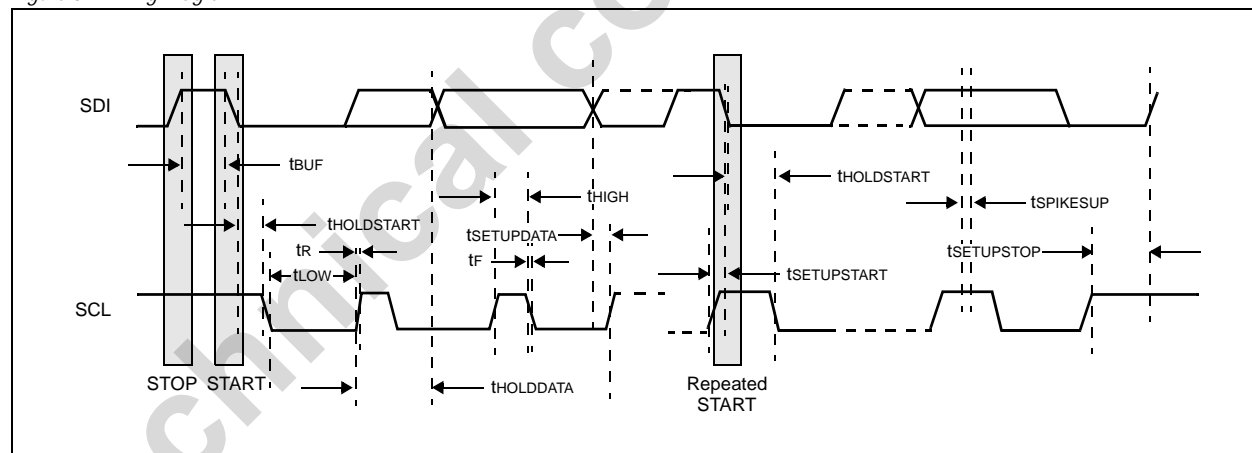 SDI
tBUF
tHOLDSTART
tHIGH
tHOLDSTART
tSPIKESUP
tSETUPDATA
tR
tF
tSETUPSTOP
tLOW
tSETUPSTART
SCL
STOP START
tHOLDDATA
Repeated
START